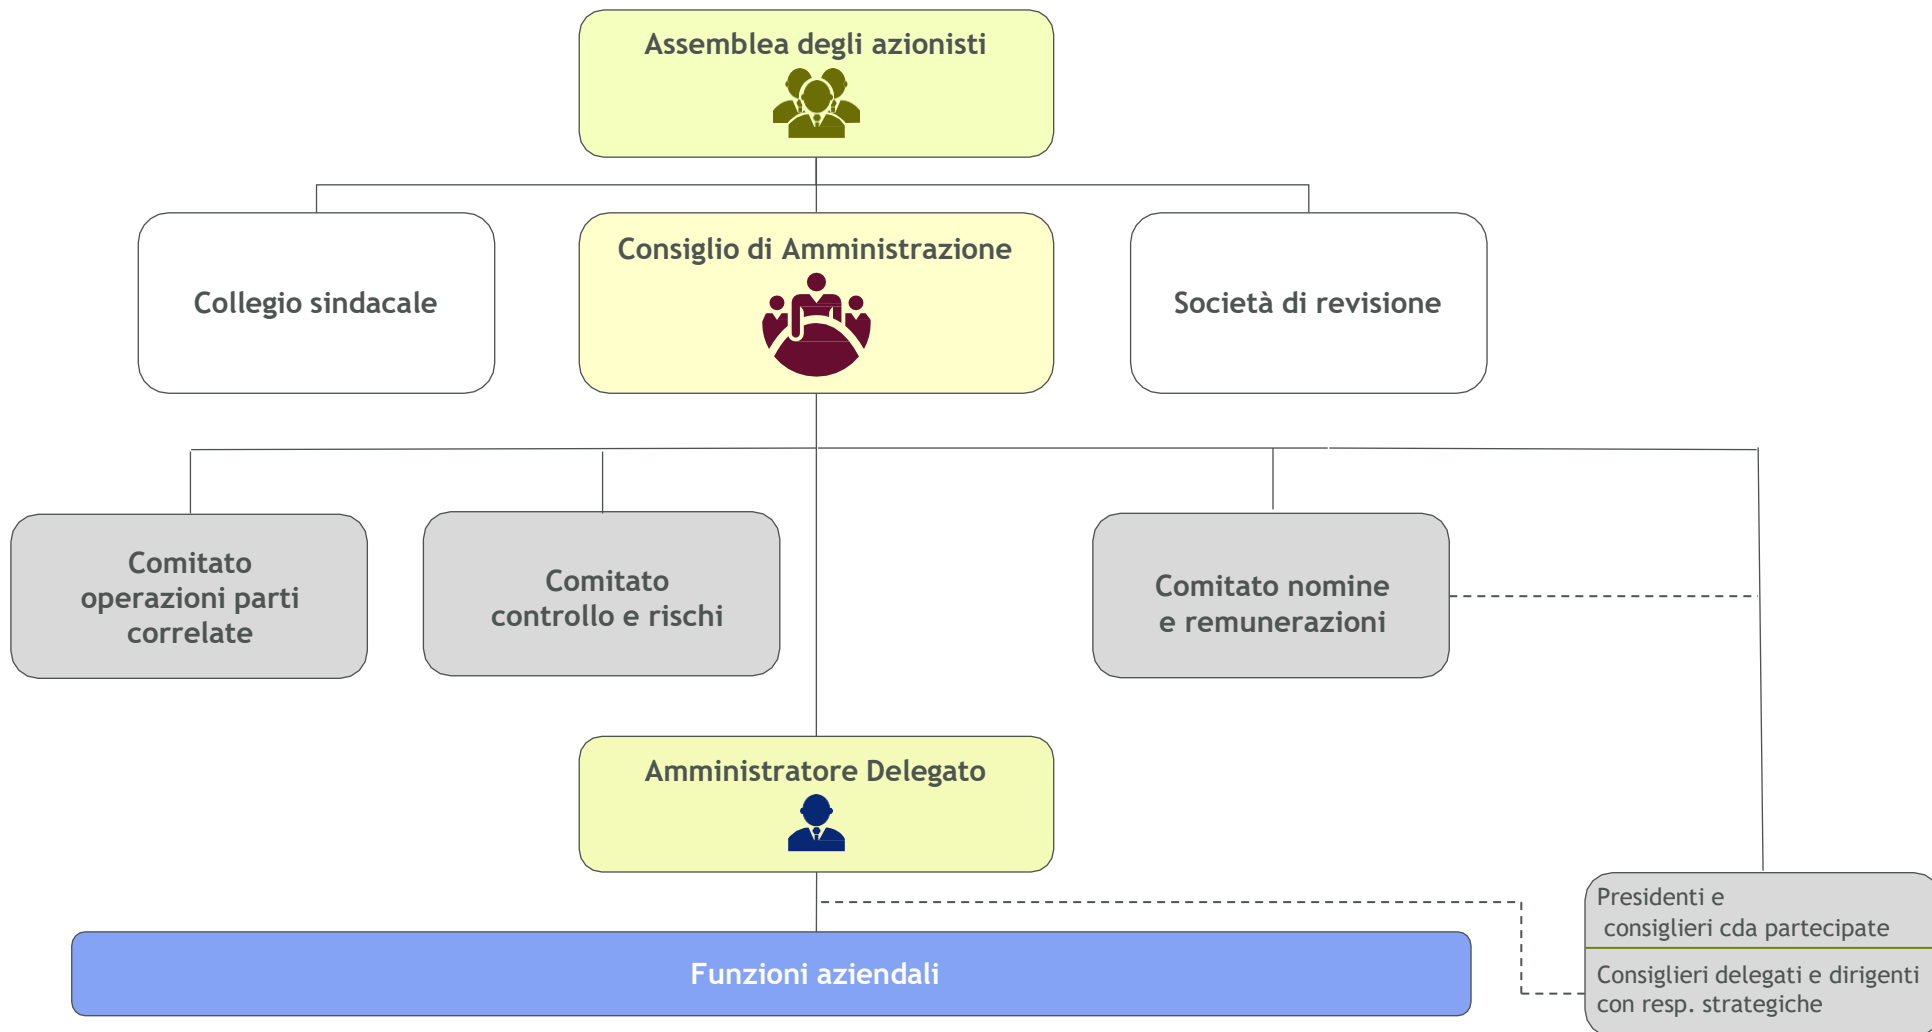 Assemblea degli azionisti
Collegio sindacale
Consiglio di Amministrazione
Società di revisione
Comitato
operazioni parti
correlate
Comitato
controllo e rischi
Comitato nomine
e remunerazioni
Amministratore Delegato
Presidenti e
consiglieri cda partecipate
Consiglieri delegati e dirigenti
con resp. strategiche
Funzioni aziendali